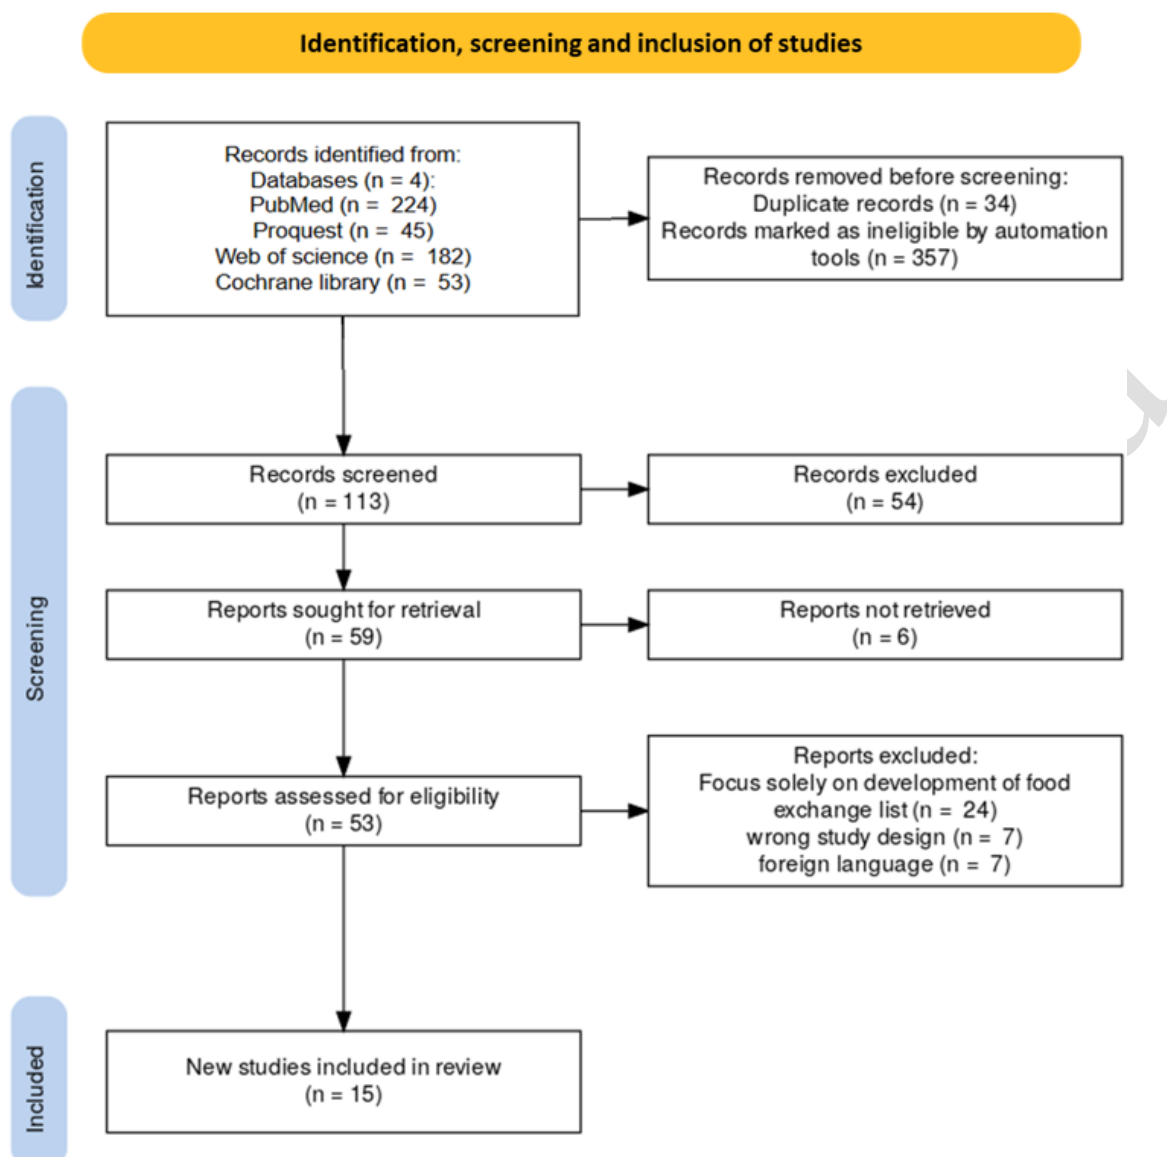 Identification, screening and inclusion of studies
Identification
Records identified from:
Databases (n = 4):
PubMed (n = 224)
Proquest (n = 45)
Web of science (n = 182)
Cochrane library (n = 53)
Records removed before screening:
Duplicate records (n = 34)
Records marked as ineligible by automation
tools (n = 357)
Screening
Records screened
(n = 113)
Records excluded
(n = 54)
Reports sought for retrieval
(n = 59)
Reports not retrieved
(n = 6)
Reports assessed for eligibility
(n = 53)
Reports excluded:
Focus solely on development of food
exchange list (n = 24)
wrong study design (n = 7)
foreign language (n = 7)
Included
New studies included in review
(n = 15)